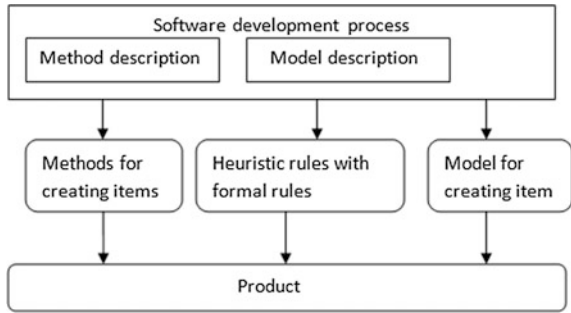 Software development process
Method description
Model description
Methods for
creating items
Heuristic rules with
formal rules
Model for
creating item
Product